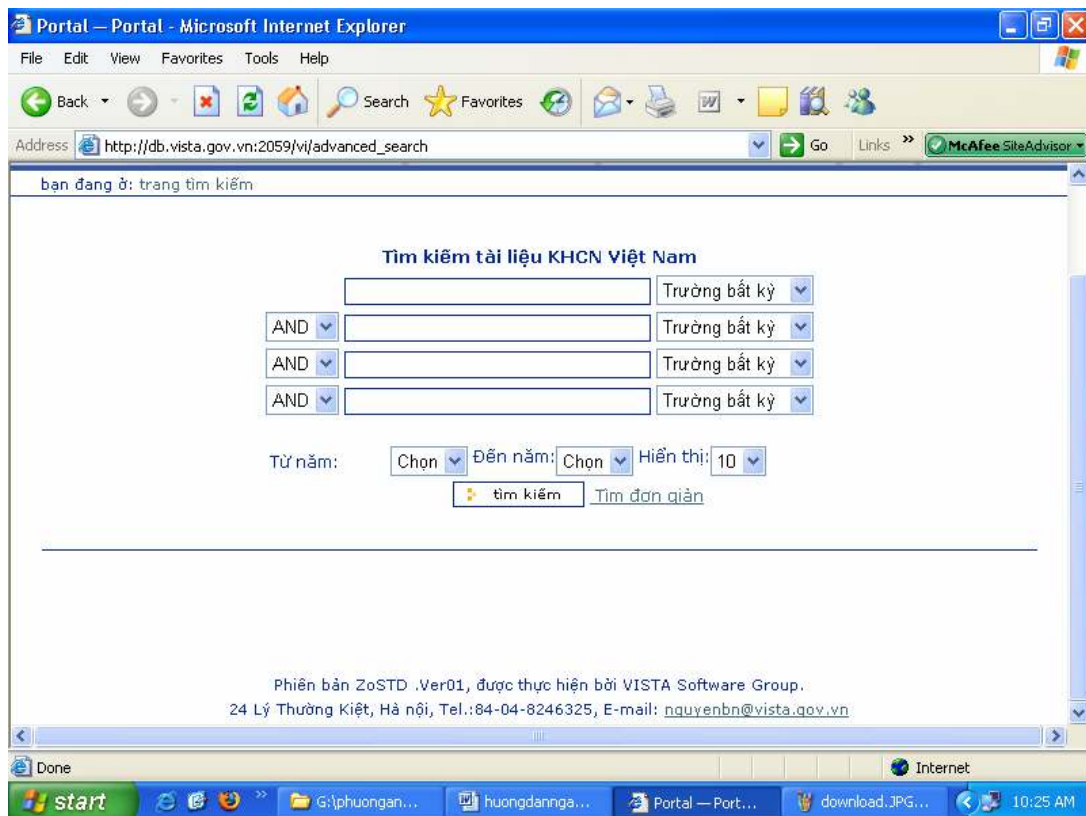 Portal — Portal - Microsoft Internet Explorer
File Edit View Favorites Tools Help
Back Search Favorites
Address http://db.vista.gov.vn:2059/vi/advanced_search Go Links » McAfee SiteAdvisor
bạn đang ở: trang tìm kiếm
Tìm kiếm tài liệu KHCN Việt Nam
Trường bất kỳ
AND Trường bất kỳ
AND Trường bất kỳ
AND Trường bất kỳ
Từ năm: Chọn Đến năm: Chọn Hiển thị: 10
tìm kiếm Tìm đơn giản
Phiên bản ZoSTD .Ver01, được thực hiện bởi VISTA Software Group.
24 Lý Thường Kiệt, Hà nội, Tel.:84-04-8246325, E-mail: nguyenbn@vista.gov.vn
Done Internet
start » G:\phuongan... huongdannga... Portal — Port... download.JPG... 10:25 AM